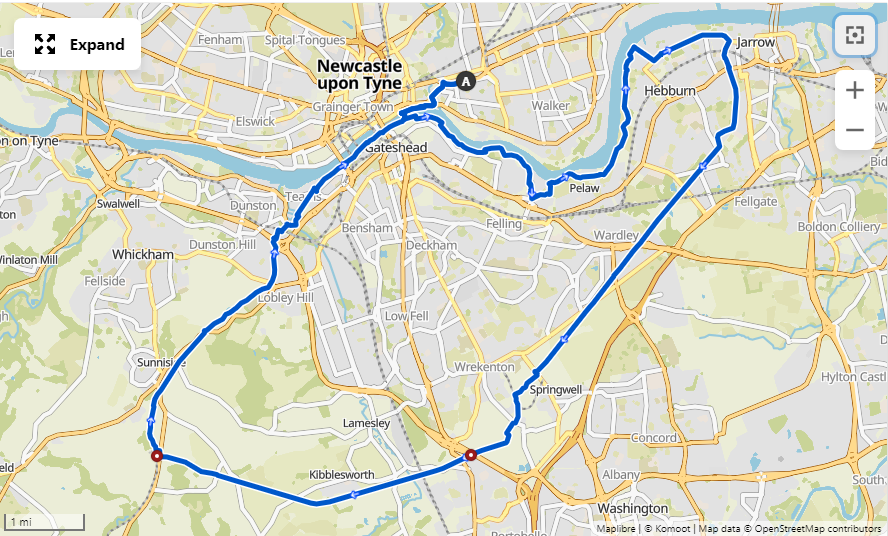 Expand
Fenham
Spital Tongues
Newcastle
upon Tyne
A
Jarrow
Grainger Town
Walker
Hebburn
Elswick
on on Tyne
Gateshead
Bid
Pelaw
Swalwell
Dunston
Teams
Fellgate
ton
Bensham
Felling
Boldon Colliery
Dunston Hill
Deckham
Wardley
Whickham
Winlaton Mill
Fellside
Lobley Hill
Low Fell
gh
Sunniside
Wrekenton
Hylton Castl
Springwell
Lamesley
Concord
eld
Kibblesworth
Albany
South
Washington
1 mi
Maplibre | © Komoot | Map data © OpenStreetMap contributors